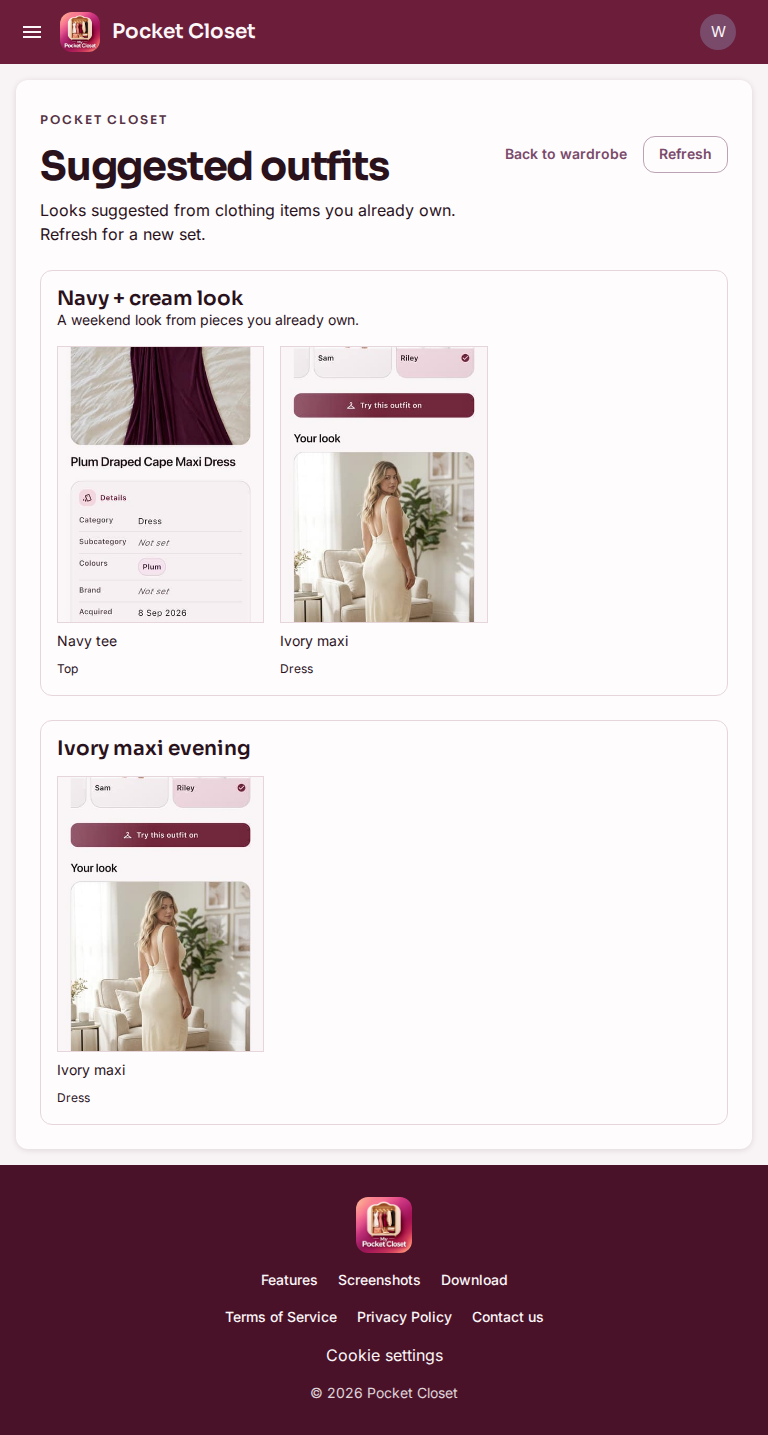 Pocket Closet
W
POCKET CLOSET
Suggested outfits
Back to wardrobe
Refresh
Looks suggested from clothing items you already own.
Refresh for a new set.
Navy + cream look
A weekend look from pieces you already own.
Plum Draped Cape Maxi Dress
Details
Category Dress
Subcategory Not set
Colours Plum
Brand Not set
Acquired 8 Sep 2026
Navy tee
Top
Sam Riley
Try this outfit on
Your look
Ivory maxi
Dress
Ivory maxi evening
Sam Riley
Try this outfit on
Your look
Ivory maxi
Dress
My
Pocket Closet
Features Screenshots Download
Terms of Service Privacy Policy Contact us
Cookie settings
© 2026 Pocket Closet